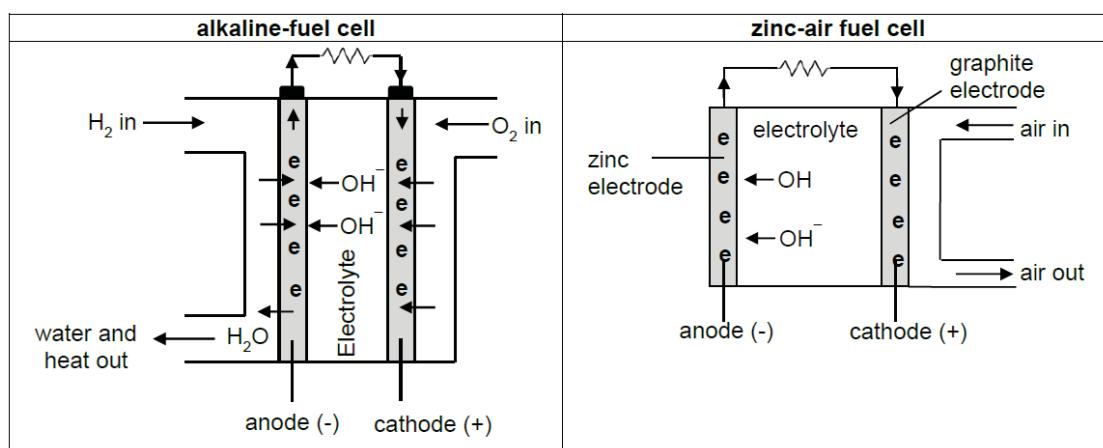 alkaline-fuel cell
H₂ in
O₂ in
e
e
e
e
e
e
e
e
OH⁻
OH⁻
Electrolyte
H₂O
water and
heat out
anode (-)
cathode (+)
zinc-air fuel cell
graphite
electrode
electrolyte
air in
zinc
electrode
e
e
e
e
e
e
e
e
OH
OH⁻
air out
anode (-)
cathode (+)